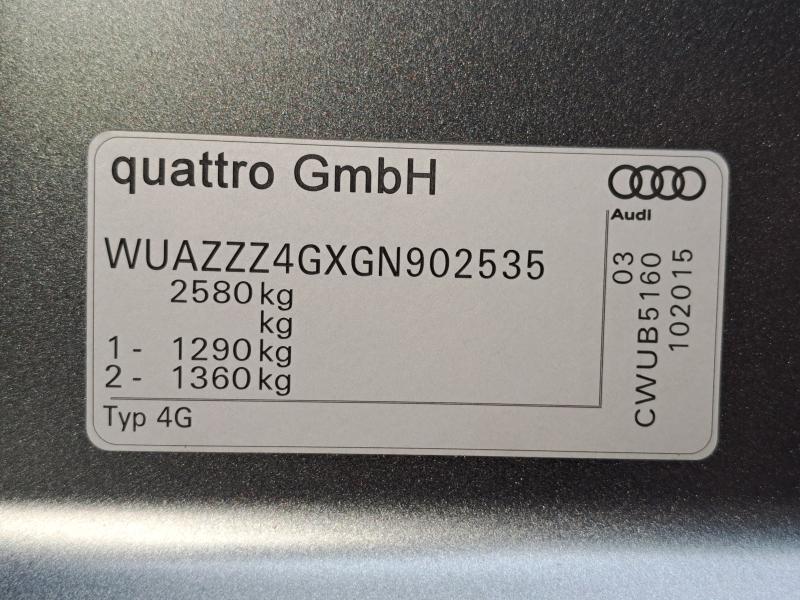 quattro GmbH
Audi
WUAZZZ4GXGN902535
2580 kg
kg
1 - 1290 kg
2 - 1360 kg
Typ 4G
03
CWUB5160
102015